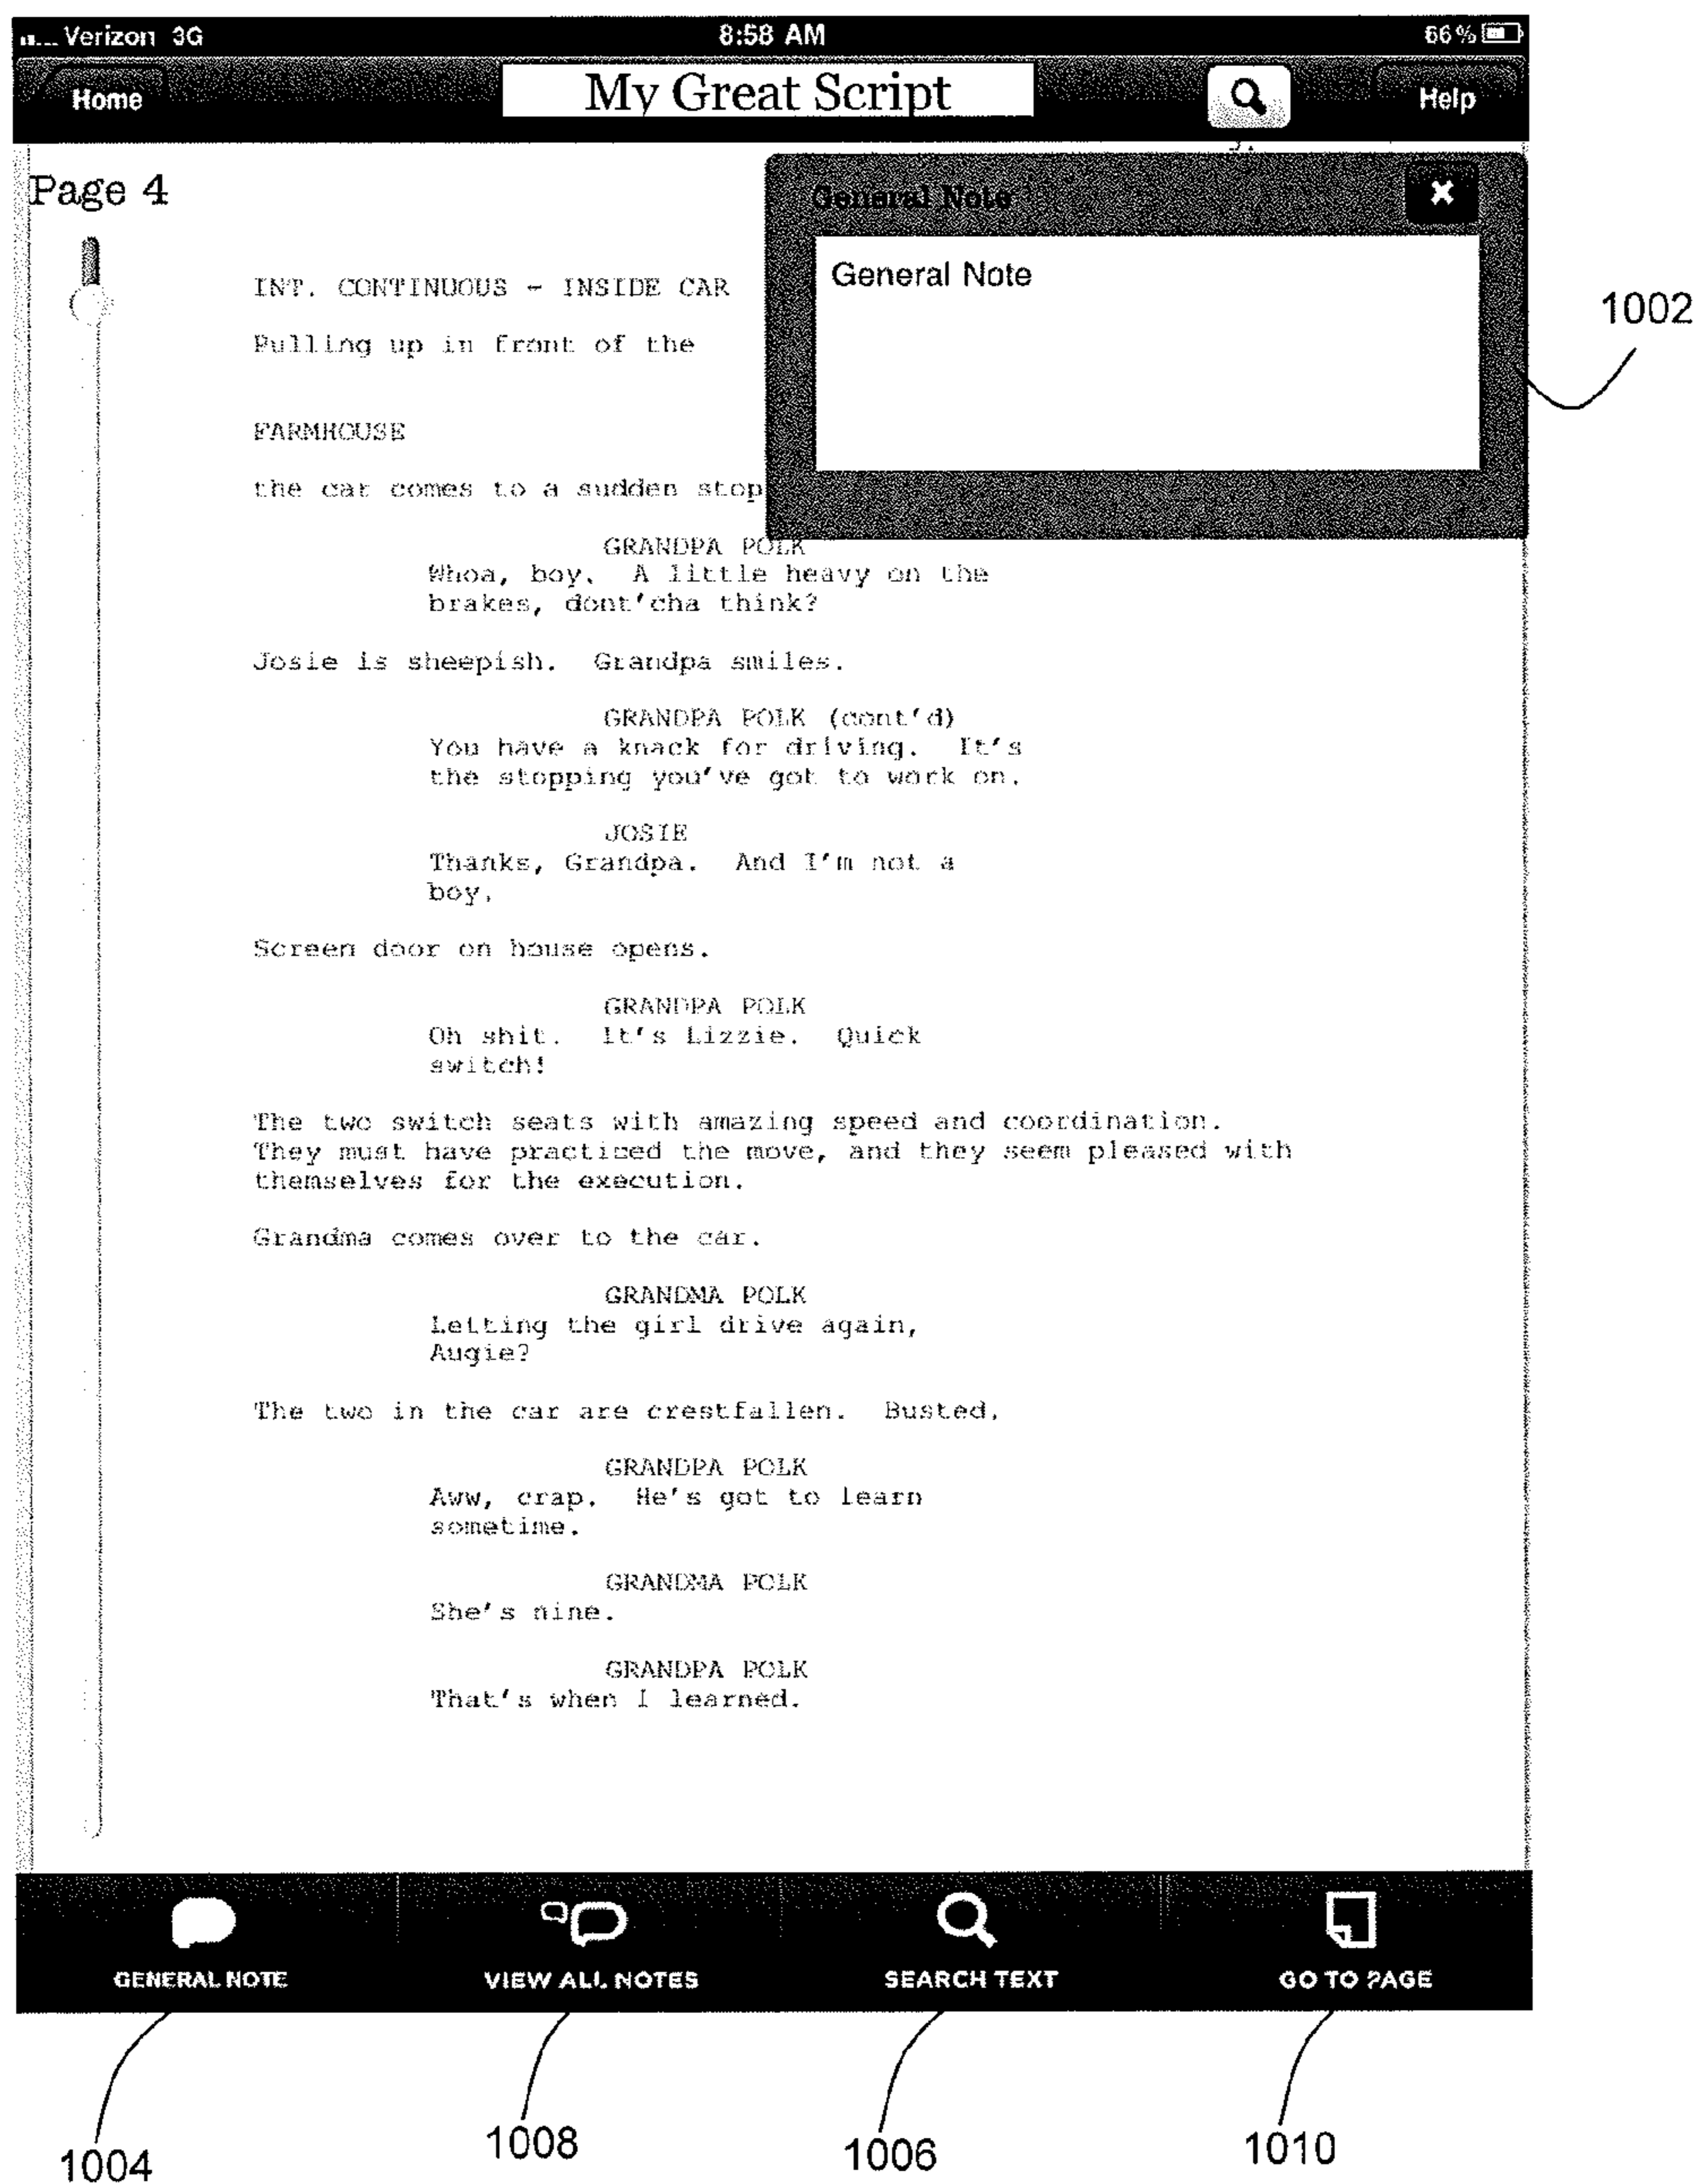 Verizon 3G 8:58 AM 66%
Home My Great Script Help
Page 4
General Note
General Note
1002
INT. CONTINUOUS - INSIDE CAR
Pulling up in front of the
FARMHOUSE
the car comes to a sudden stop
GRANDPA POLK
Whoa, boy. A little heavy on the
brakes, dont'cha think?
Josie is sheepish. Grandpa smiles.
GRANDPA POLK (cont'd)
You have a knack for driving. It's
the stopping you've got to work on.
JOSIE
Thanks, Grandpa. And I'm not a
boy.
Screen door on house opens.
GRANDPA POLK
Oh shit. It's Lizzie. Quick
switch!
The two switch seats with amazing speed and coordination.
They must have practiced the move, and they seem pleased with
themselves for the execution.
Grandma comes over to the car.
GRANDMA POLK
Letting the girl drive again,
Augie?
The two in the car are crestfallen. Busted.
GRANDPA POLK
Aww, crap. He's got to learn
sometime.
GRANDMA POLK
She's nine.
GRANDPA POLK
That's when I learned.
GENERAL NOTE VIEW ALL NOTES SEARCH TEXT GO TO PAGE
1004 1008 1006 1010